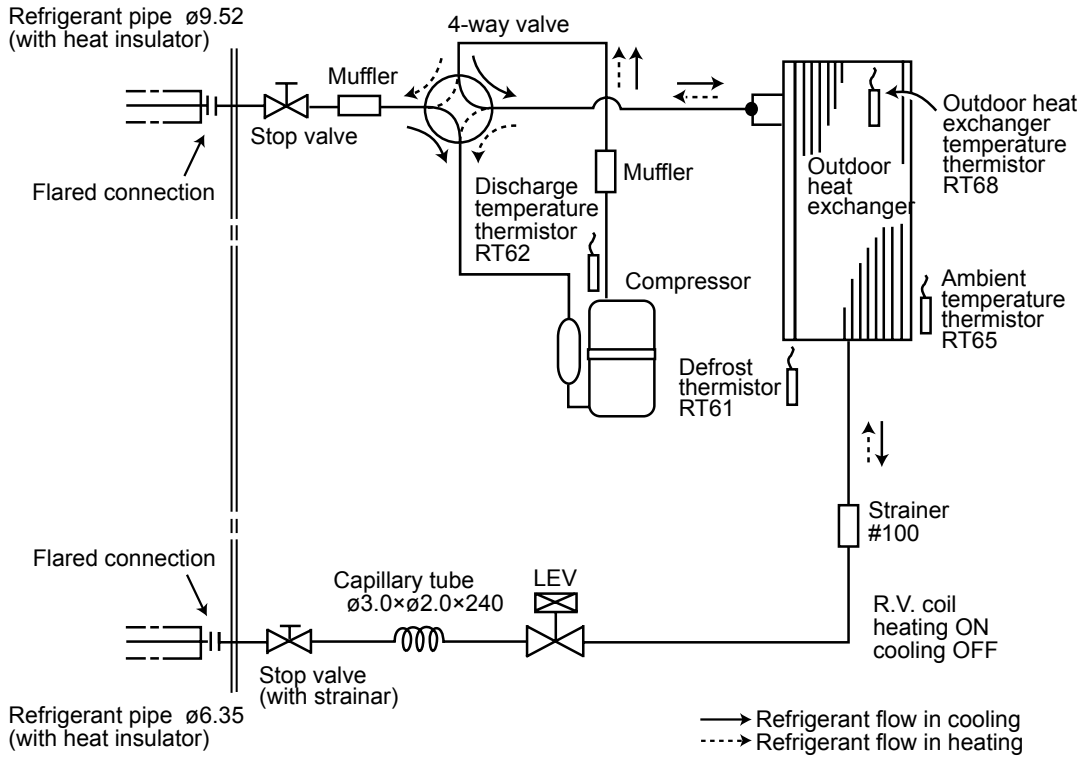 Refrigerant pipe ø9.52
(with heat insulator)
4-way valve
Muffler
Stop valve
Flared connection
Outdoor heat
exchanger
temperature
thermistor
RT68
Outdoor
heat
exchanger
Muffler
Discharge
temperature
thermistor
RT62
Compressor
Ambient
temperature
thermistor
RT65
Defrost
thermistor
RT61
Strainer
#100
Flared connection
Capillary tube
ø3.0×ø2.0×240
LEV
R.V. coil
heating ON
cooling OFF
Stop valve
(with strainar)
Refrigerant pipe ø6.35
(with heat insulator)
Refrigerant flow in cooling
Refrigerant flow in heating